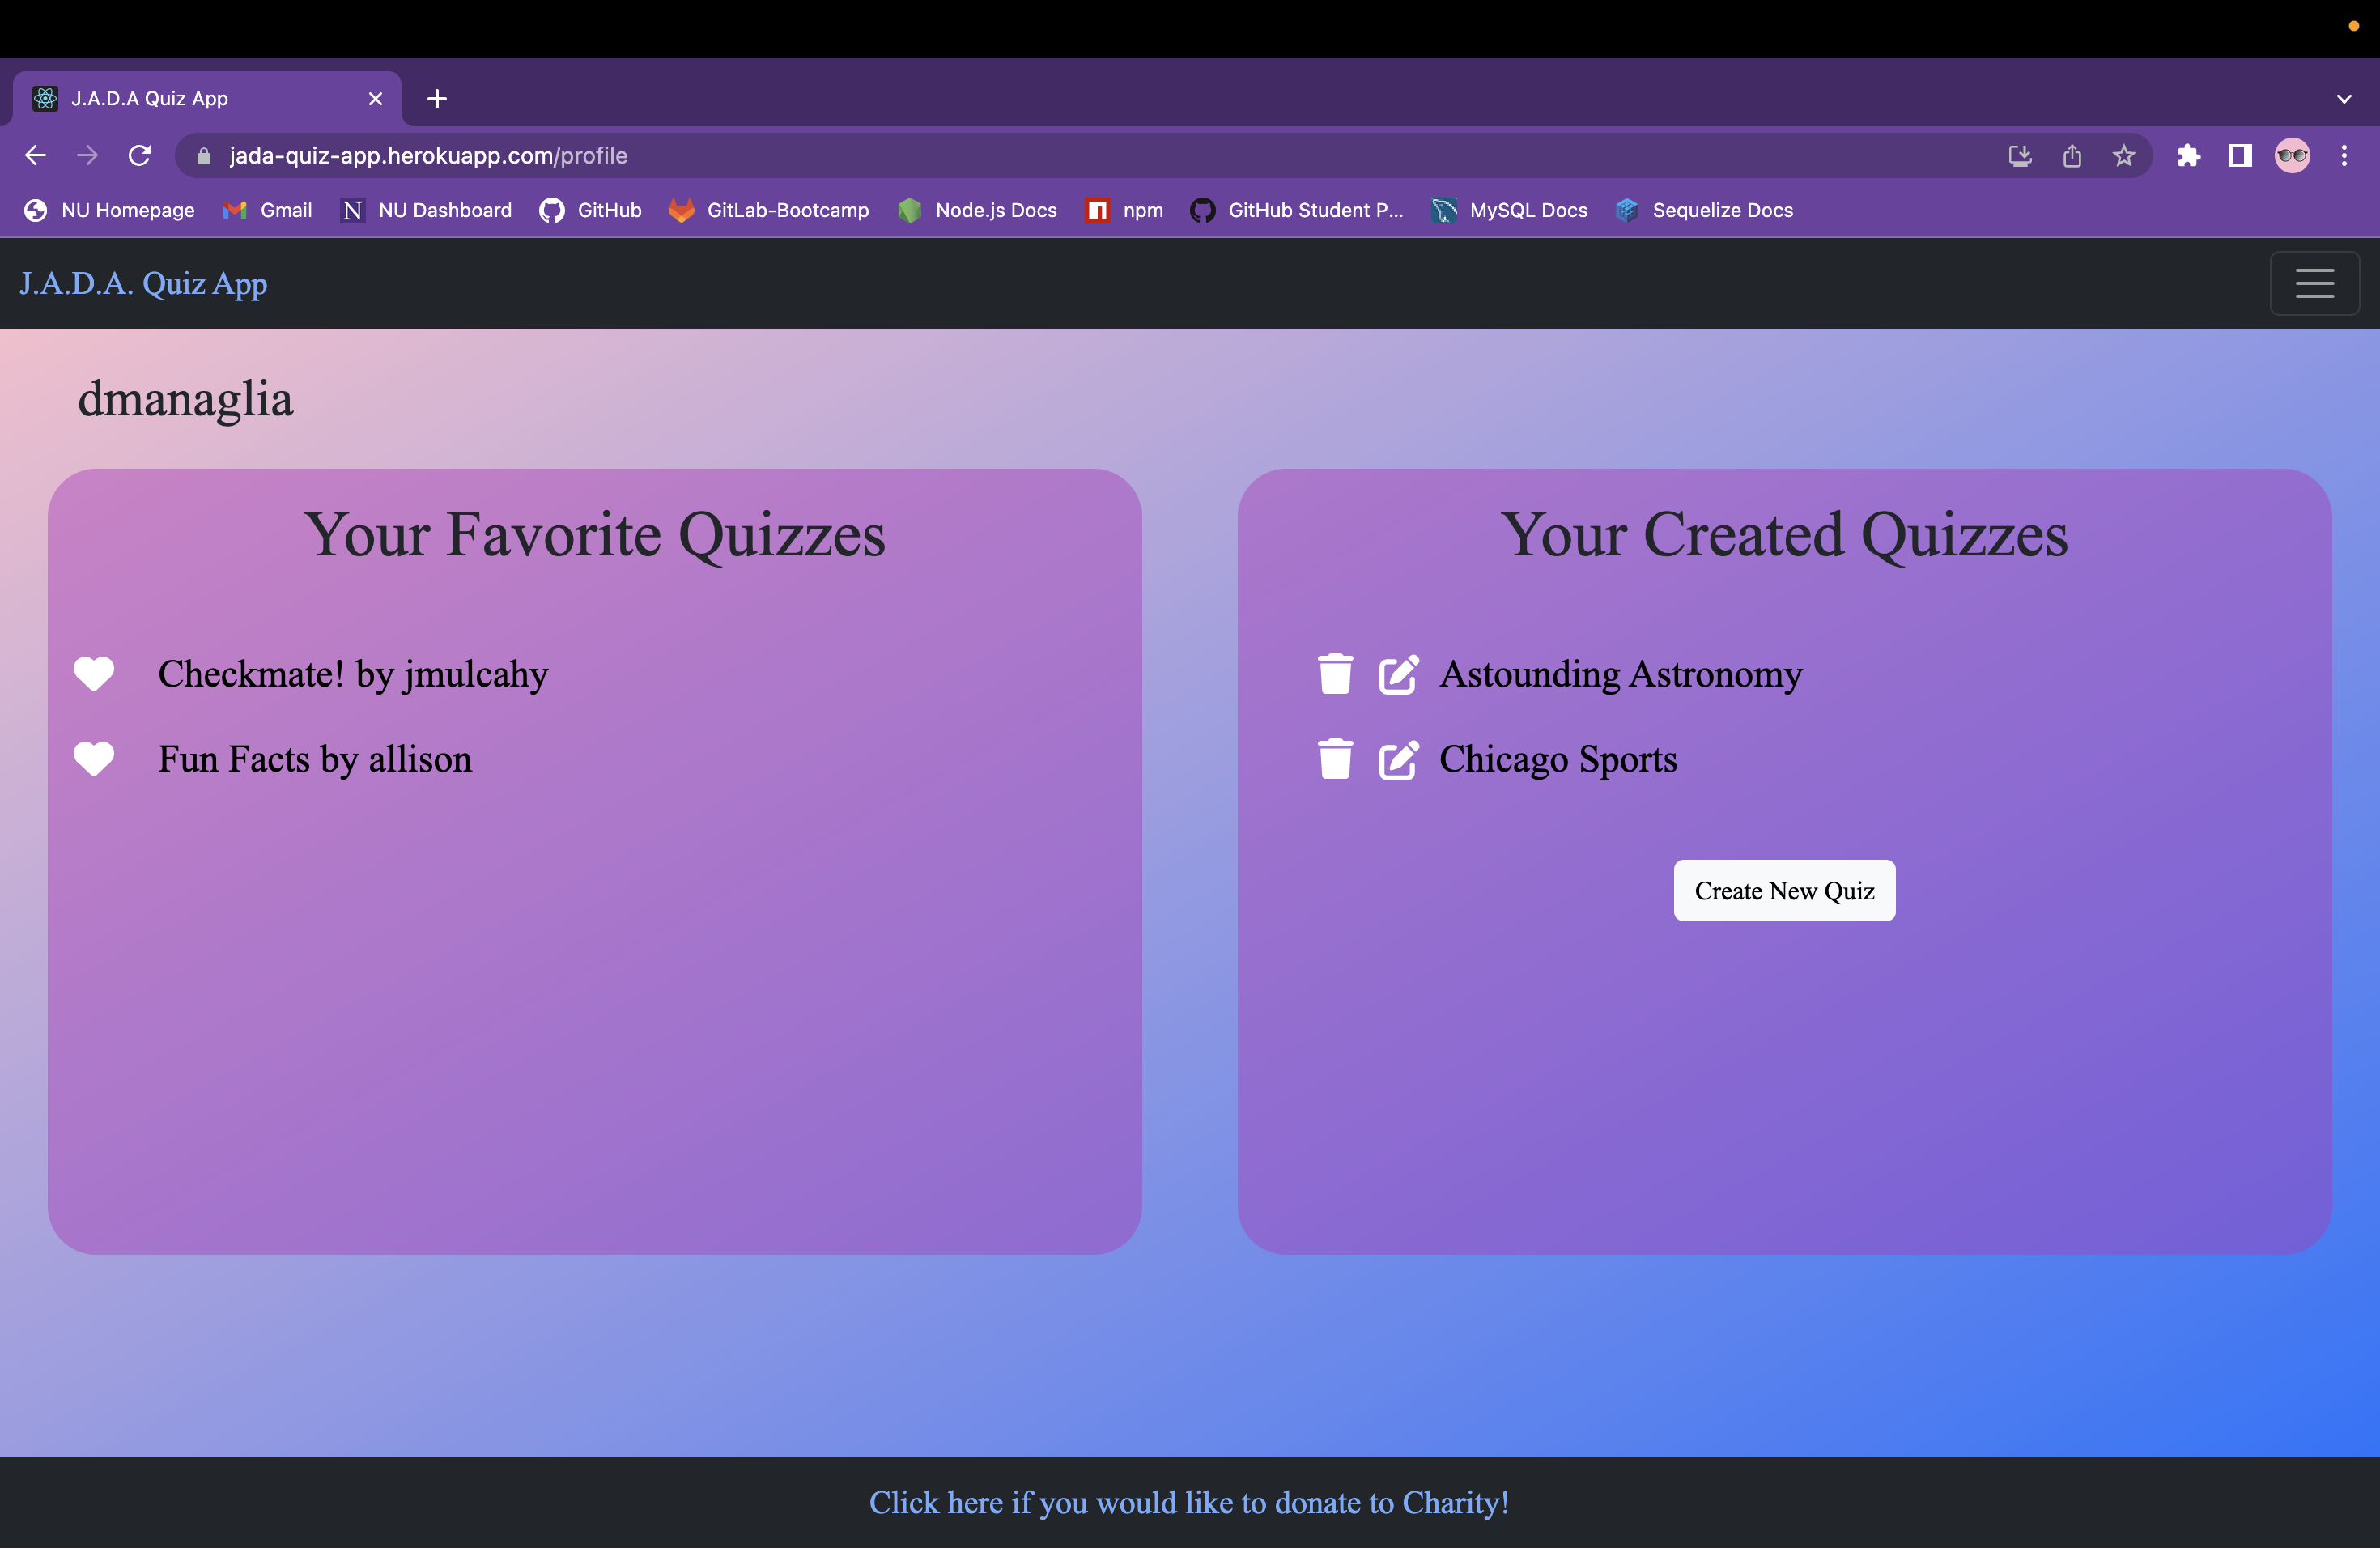 J.A.D.A Quiz App
jada-quiz-app.herokuapp.com/profile
NU Homepage Gmail N NU Dashboard GitHub GitLab-Bootcamp Node.js Docs npm GitHub Student P... MySQL Docs Sequelize Docs
J.A.D.A. Quiz App
dmanaglia
Your Favorite Quizzes
Checkmate! by jmulcahy
Fun Facts by allison
Your Created Quizzes
Astounding Astronomy
Chicago Sports
Create New Quiz
Click here if you would like to donate to Charity!